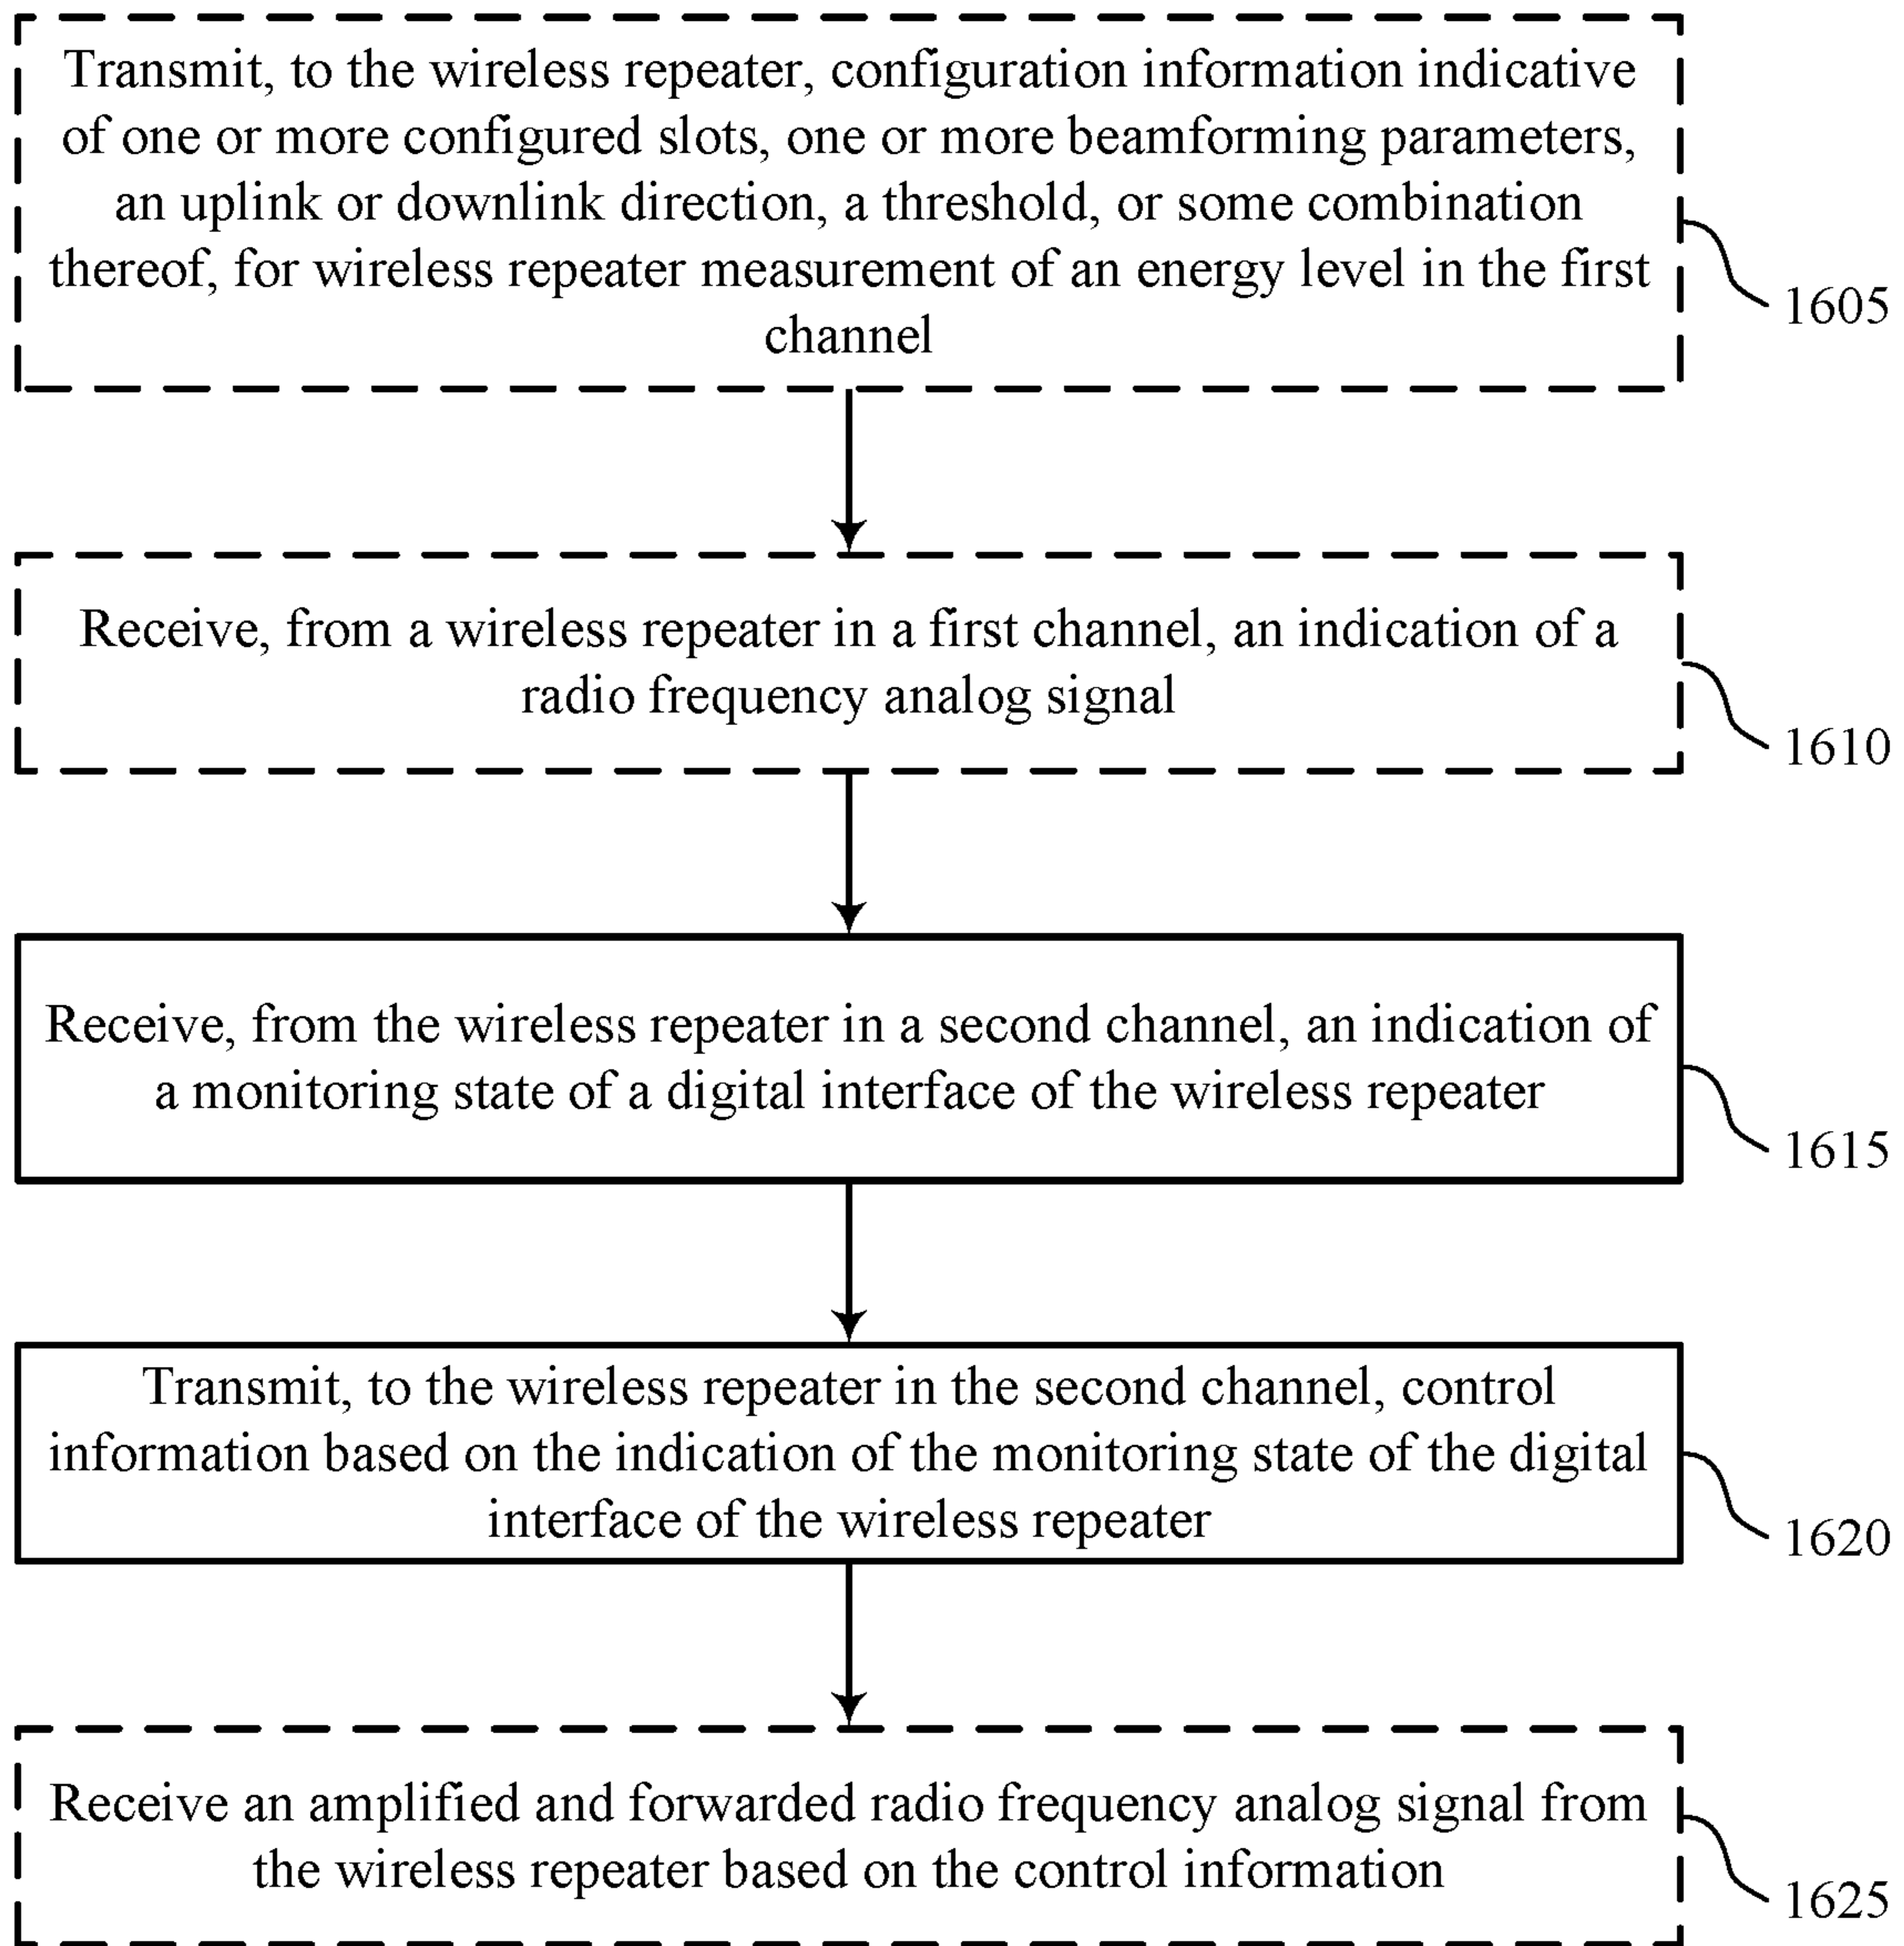 Transmit, to the wireless repeater, configuration information indicative
of one or more configured slots, one or more beamforming parameters,
an uplink or downlink direction, a threshold, or some combination
thereof, for wireless repeater measurement of an energy level in the first
channel
1605
Receive, from a wireless repeater in a first channel, an indication of a
radio frequency analog signal
1610
Receive, from the wireless repeater in a second channel, an indication of
a monitoring state of a digital interface of the wireless repeater
1615
Transmit, to the wireless repeater in the second channel, control
information based on the indication of the monitoring state of the digital
interface of the wireless repeater
1620
Receive an amplified and forwarded radio frequency analog signal from
the wireless repeater based on the control information
1625